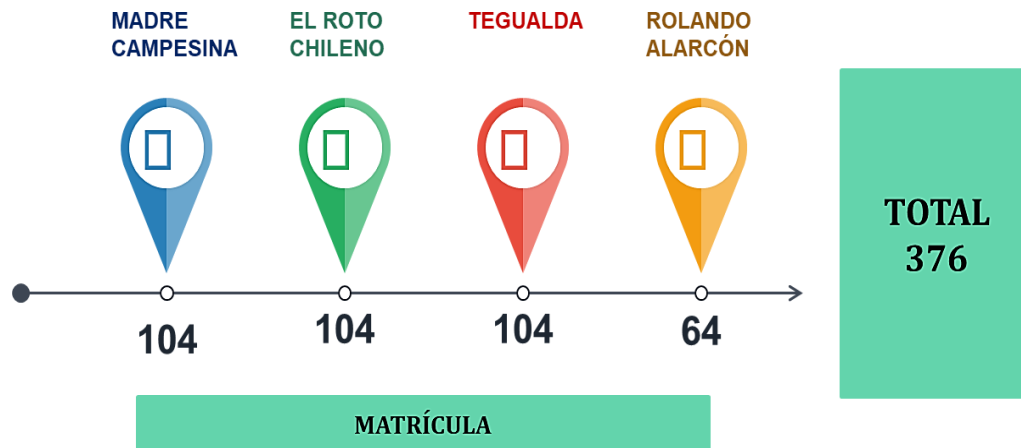 MADRE
CAMPESINA
EL ROTO
CHILENO
TEGUALDA
ROLANDO
ALARCÓN
104
104
104
64
TOTAL
376
MATRÍCULA